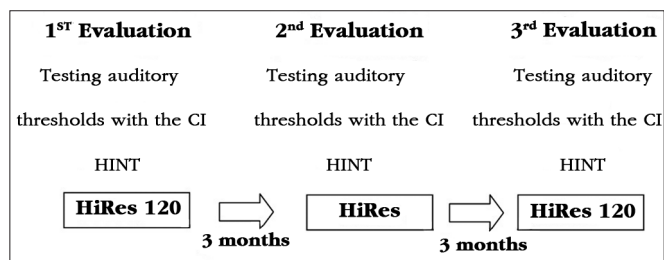 1ST Evaluation
Testing auditory
thresholds with the CI
HINT
HiRes 120
3 months
2nd Evaluation
Testing auditory
thresholds with the CI
HINT
HiRes
3 months
3rd Evaluation
Testing auditory
thresholds with the CI
HINT
HiRes 120